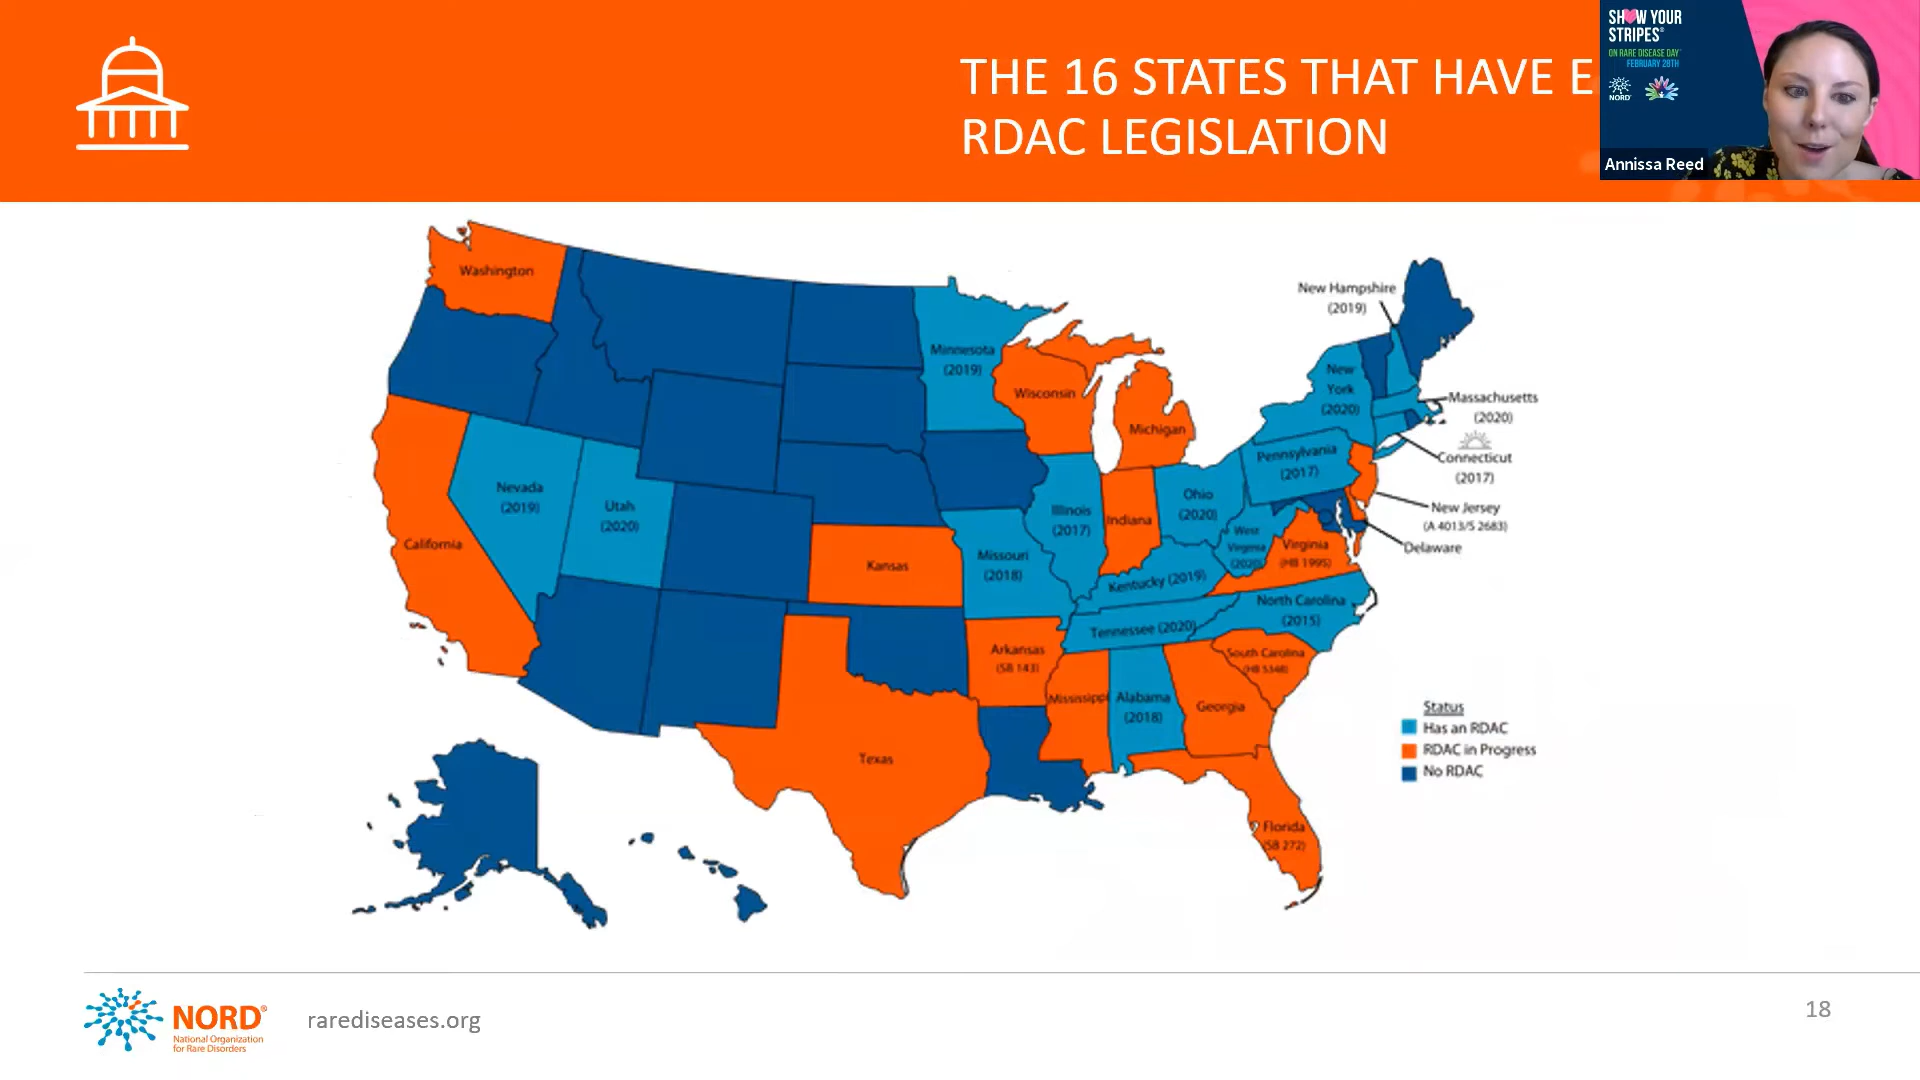 THE 16 STATES THAT HAVE E
RDAC LEGISLATION
SHOW YOUR
STRIPES®
ON RARE DISEASE DAY
FEBRUARY 28TH
NORD
Annissa Reed
Washington
California
Nevada
(2019)
Utah
(2020)
Texas
Kansas
Minnesota
(2019)
Wisconsin
Michigan
Illinois
(2017)
Indiana
Ohio
(2020)
Missouri
(2018)
Kentucky (2019)
West
Virginia
(2020)
Virginia
(HB 1995)
Tennessee (2020)
North Carolina
(2015)
Arkansas
(SB 143)
Mississippi
Alabama
(2018)
Georgia
South Carolina
Florida
(SB 272)
Pennsylvania
(2017)
New
York
(2020)
New Hampshire
(2019)
Massachusetts
(2020)
Connecticut
(2017)
New Jersey
(A 4013/S 2683)
Delaware
Status
Has an RDAC
RDAC in Progress
No RDAC
NORD®
National Organization
for Rare Disorders
rarediseases.org
18